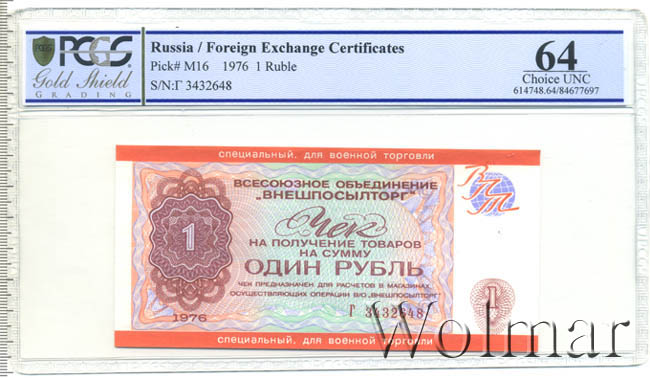 PCGS
Gold Shield
GRADING
Russia / Foreign Exchange Certificates
Pick# M16 1976 1 Ruble
S/N:Г 3432648
64
Choice UNC
614748.64/84677697
специальный, для военной торговли
ВСЕСОЮЗНОЕ ОБЪЕДИНЕНИЕ
„ВНЕШПОСЫЛТОРГ"
ВПТ
Чек
НА ПОЛУЧЕНИЕ ТОВАРОВ
НА СУММУ
ОДИН РУБЛЬ
1
ЧЕК ПРЕДНАЗНАЧЕН ДЛЯ РАСЧЕТОВ В МАГАЗИНАХ,
ОСУЩЕСТВЛЯЮЩИХ ОПЕРАЦИИ В/О „ВНЕШПОСЫЛТОРГ"
1
1976
Г 3432648
специальный, для военной торговли
Wolmar